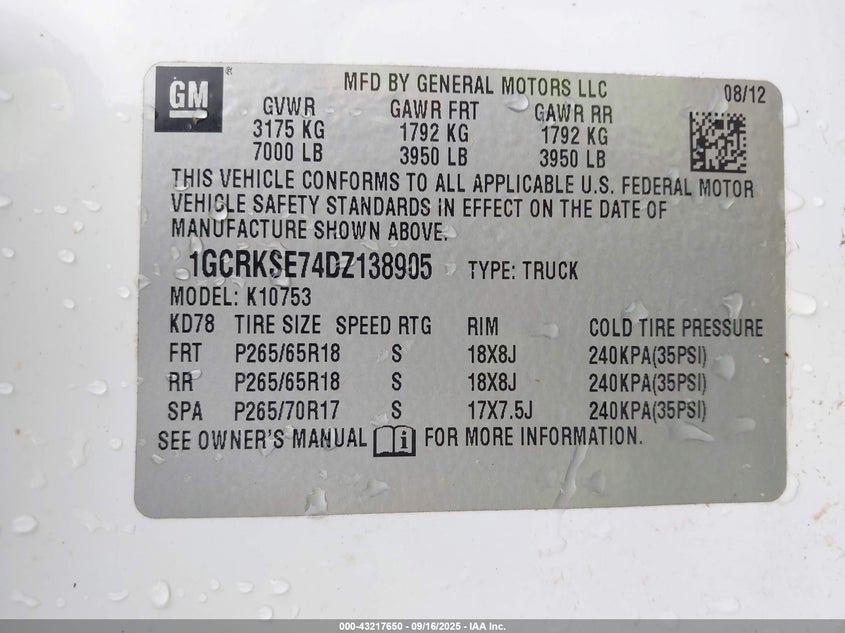 GM ®
MFD BY GENERAL MOTORS LLC 08/12
GVWR GAWR FRT GAWR RR
3175 KG 1792 KG 1792 KG
7000 LB 3950 LB 3950 LB
THIS VEHICLE CONFORMS TO ALL APPLICABLE U.S. FEDERAL MOTOR
VEHICLE SAFETY STANDARDS IN EFFECT ON THE DATE OF
MANUFACTURE SHOWN ABOVE.
1GCRKSE74DZ138905 TYPE: TRUCK
MODEL: K10753
KD78 TIRE SIZE SPEED RTG RIM COLD TIRE PRESSURE
FRT P265/65R18 S 18X8J 240KPA(35PSI)
RR P265/65R18 S 18X8J 240KPA(35PSI)
SPA P265/70R17 S 17X7.5J 240KPA(35PSI)
SEE OWNER'S MANUAL i FOR MORE INFORMATION.
000-43217650 - 09/16/2025 - IAA Inc.